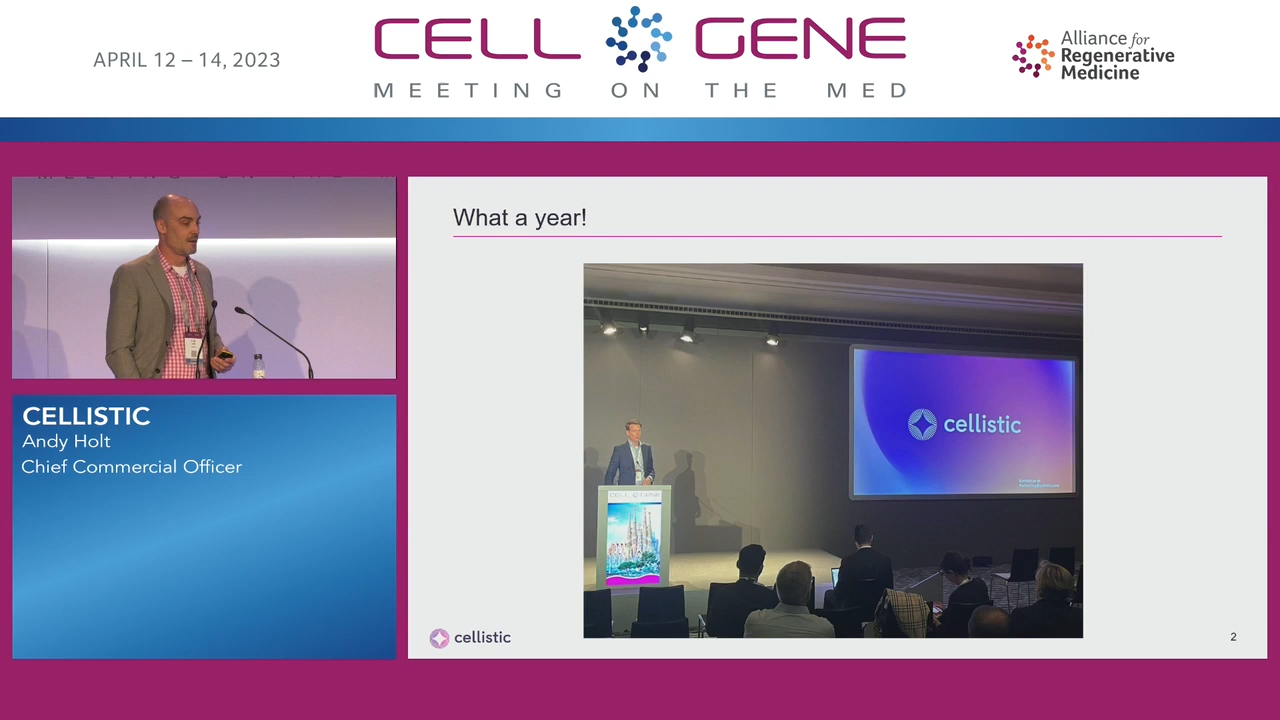 APRIL 12 – 14, 2023
CELL GENE
MEETING ON THE MED
Alliance for
Regenerative
Medicine
CELLISTIC
Andy Holt
Chief Commercial Officer
What a year!
cellistic
cellistic
2